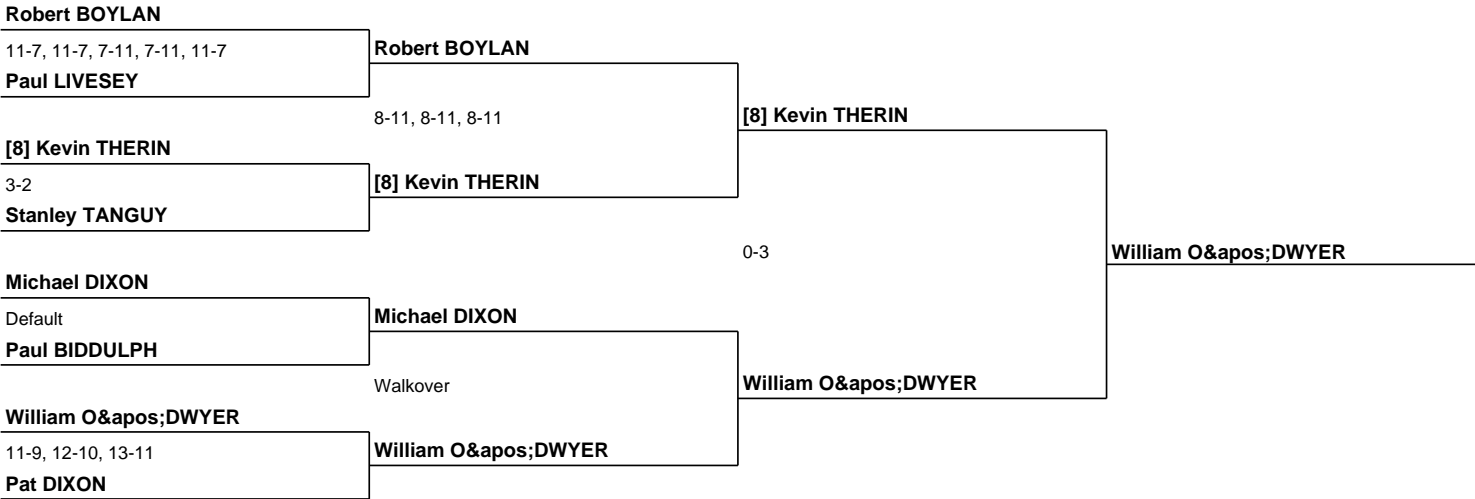 Robert BOYLAN
11-7, 11-7, 7-11, 7-11, 11-7
Paul LIVESEY
Robert BOYLAN
8-11, 8-11, 8-11
[8] Kevin THERIN
[8] Kevin THERIN
3-2
Stanley TANGUY
[8] Kevin THERIN
0-3
William O&apos;DWYER
Michael DIXON
Default
Paul BIDDULPH
Michael DIXON
Walkover
William O&apos;DWYER
William O&apos;DWYER
11-9, 12-10, 13-11
Pat DIXON
William O&apos;DWYER